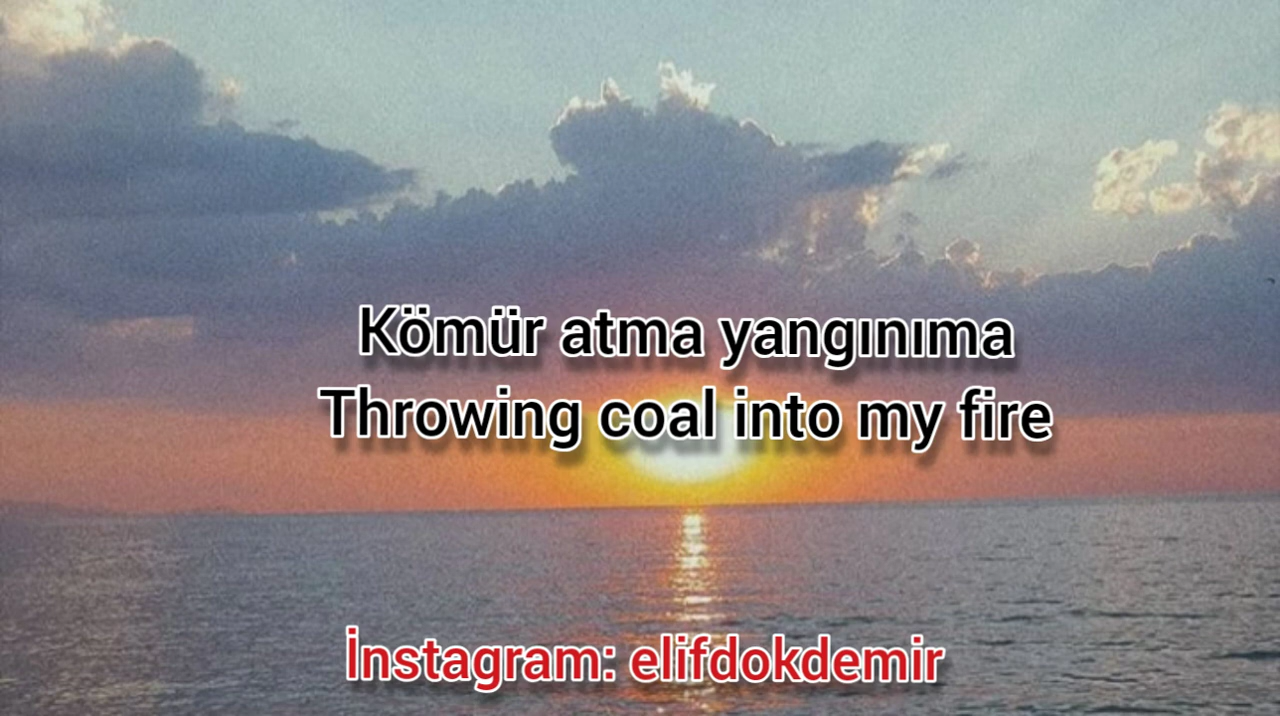 Kömür atma yangınıma
Throwing coal into my fire
İnstagram: elifdokdemir